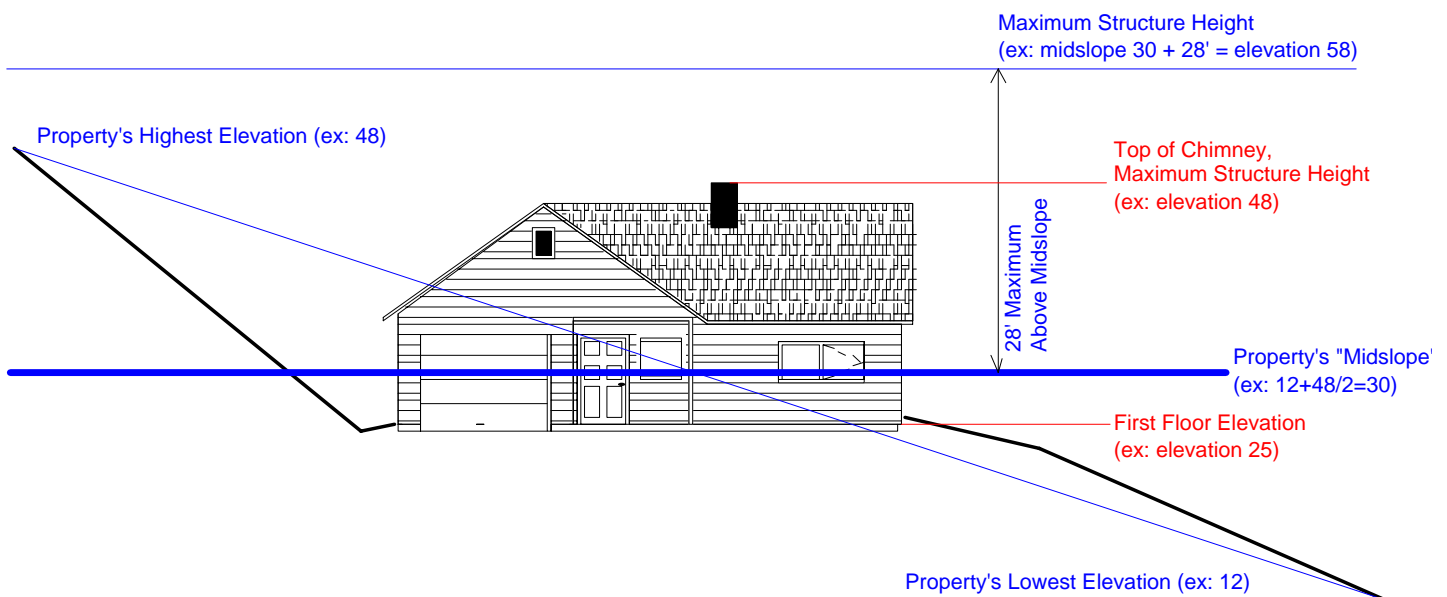 Maximum Structure Height
(ex: midslope 30 + 28' = elevation 58)
Property's Highest Elevation (ex: 48)
Top of Chimney,
Maximum Structure Height
(ex: elevation 48)
28' Maximum
Above Midslope
Property's "Midslope"
(ex: 12+48/2=30)
First Floor Elevation
(ex: elevation 25)
Property's Lowest Elevation (ex: 12)